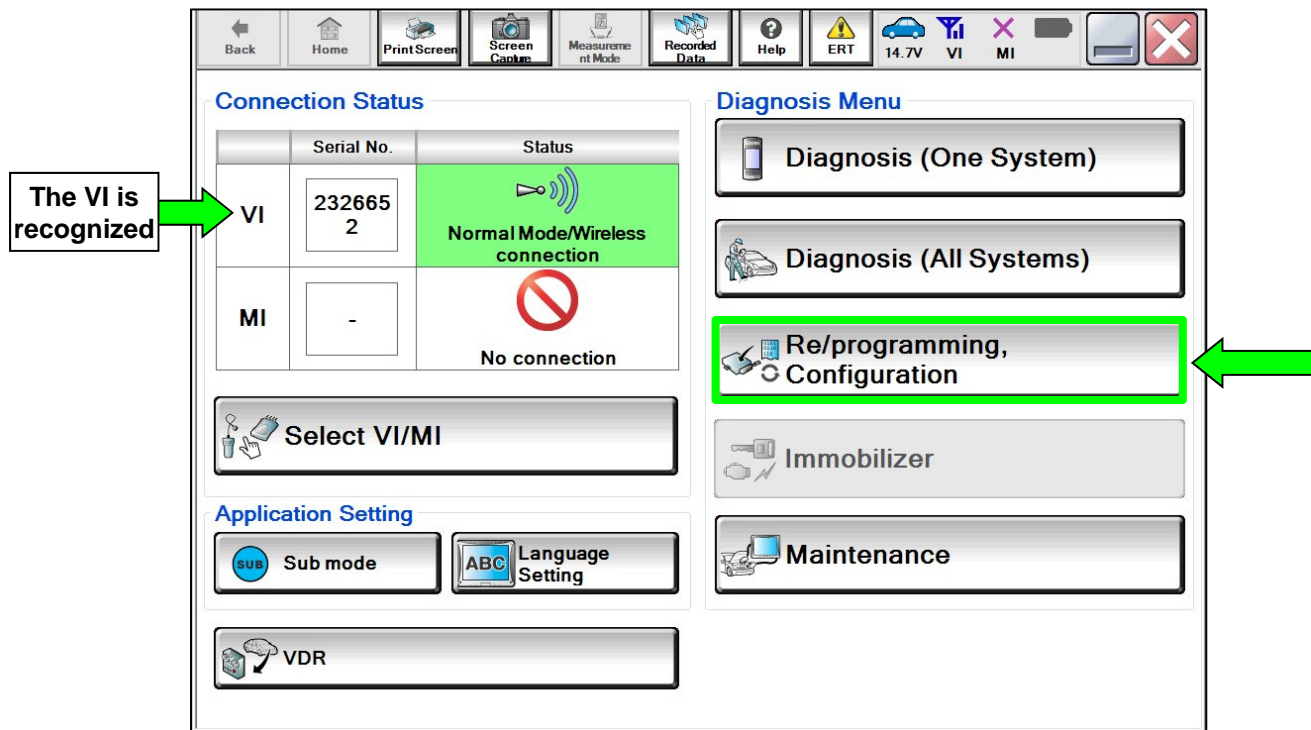 Back
Home
Print Screen
Screen
Capture
Measureme
nt Mode
Recorded
Data
Help
ERT
14.7V
VI
MI
Connection Status
Serial No.
Status
The VI is
recognized
VI
232665
2
Normal Mode/Wireless
connection
MI
-
No connection
Select VI/MI
Application Setting
SUB
Sub mode
ABC
Language
Setting
VDR
Diagnosis Menu
Diagnosis (One System)
Diagnosis (All Systems)
Re/programming,
Configuration
Immobilizer
Maintenance